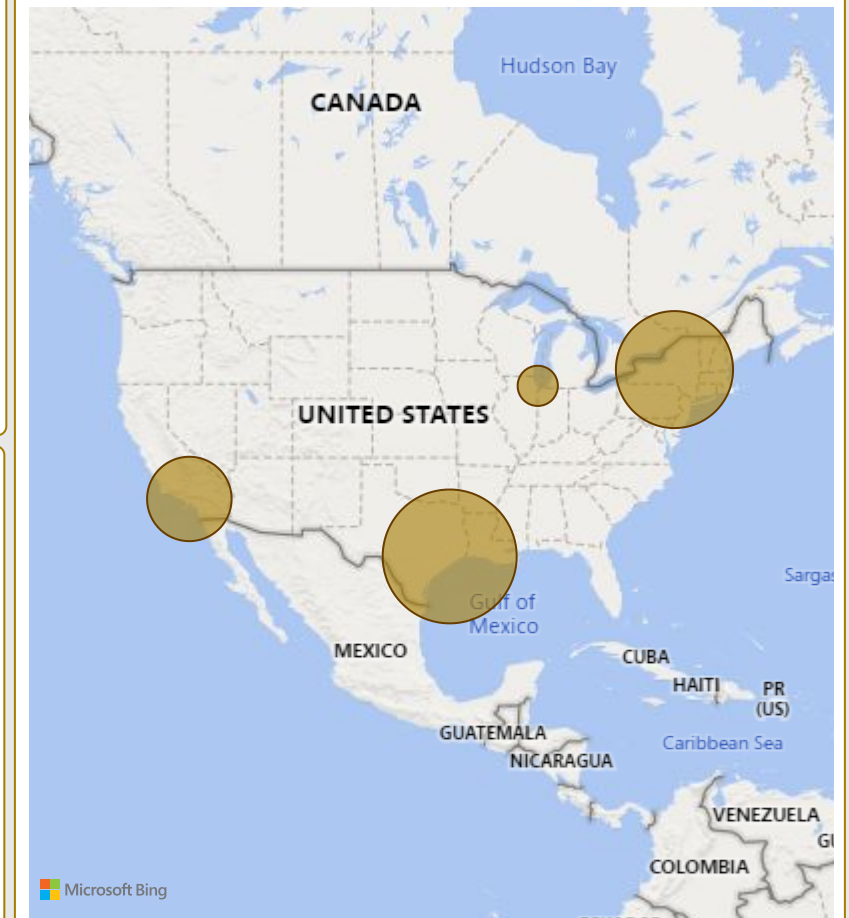 Hudson Bay
CANADA
UNITED STATES
Sargas
Gulf of
Mexico
MEXICO
CUBA
HAITI
PR
(US)
GUATEMALA
Caribbean Sea
NICARAGUA
VENEZUELA
GU
COLOMBIA
Microsoft Bing